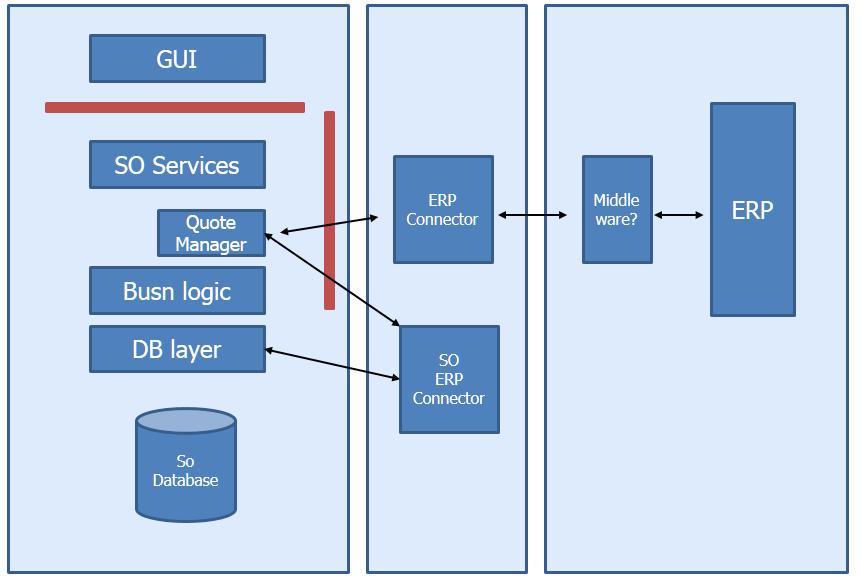 GUI
SO Services
Quote
Manager
Busn logic
DB layer
So
Database
ERP
Connector
SO
ERP
Connector
Middle
ware?
ERP